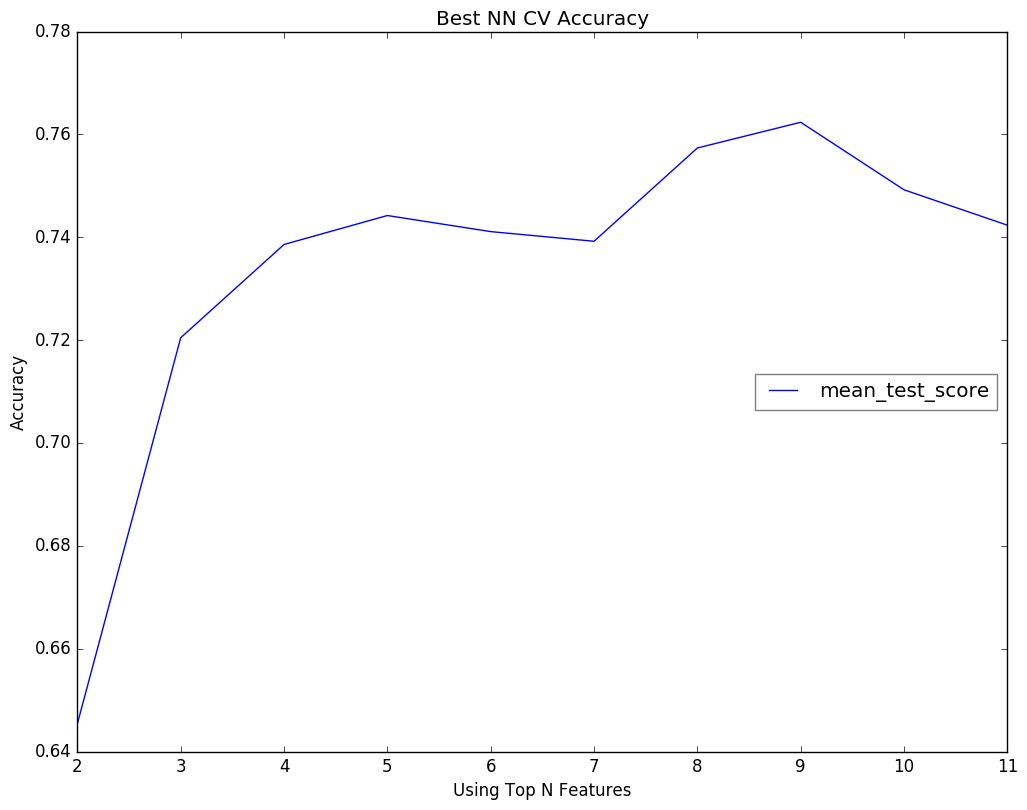 Best NN CV Accuracy
0.78
0.76
0.74
0.72
0.70
0.68
0.66
0.64
Accuracy
mean_test_score
2 3 4 5 6 7 8 9 10 11
Using Top N Features